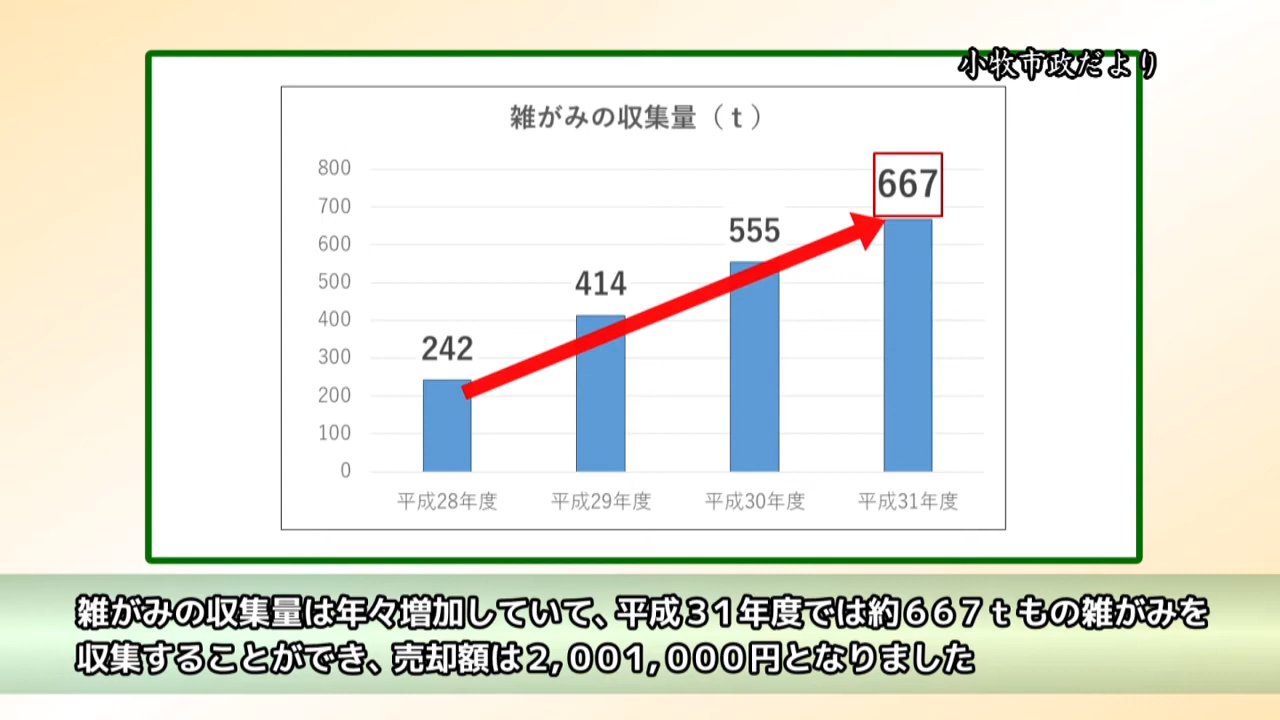 小牧市政だより
雑がみの収集量（ｔ）
800
700
600
500
400
300
200
100
0
242
414
555
667
平成28年度
平成29年度
平成30年度
平成31年度
雑がみの収集量は年々増加していて、平成３１年度では約６６７ｔもの雑がみを
収集することができ、売却額は２，００１，０００円となりました